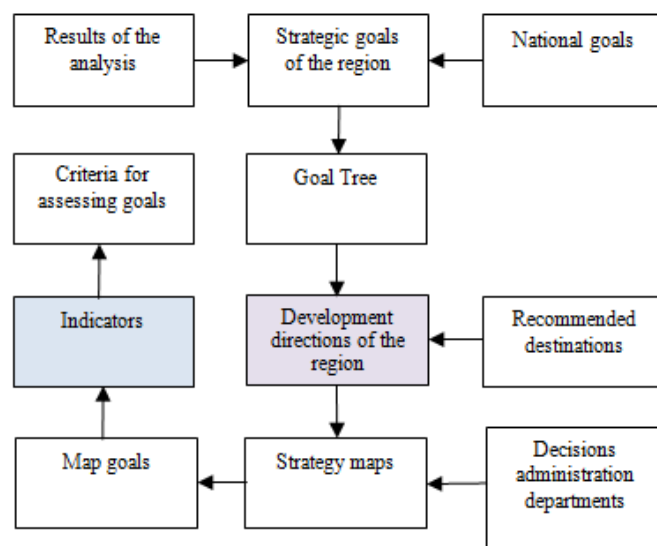 Results of the
analysis
Strategic goals
of the region
National goals
Criteria for
assessing goals
Goal Tree
Indicators
Development
directions of the
region
Recommended
destinations
Map goals
Strategy maps
Decisions
administration
departments